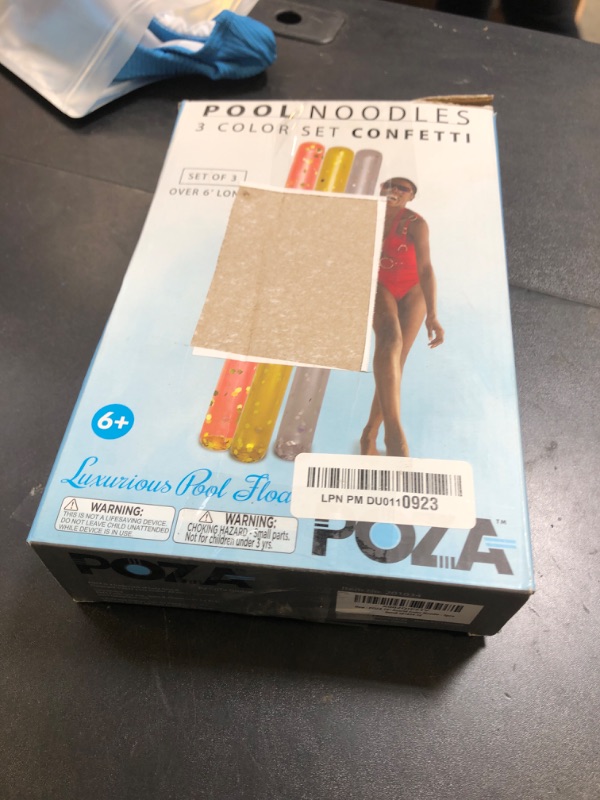 POOL NOODLES
3 COLOR SET CONFETTI
SET OF 3
OVER 6' LON
6+
Luxurious Pool Floa
LPN PM DU0110923
WARNING:
THIS IS NOT A LIFESAVING DEVICE.
DO NOT LEAVE CHILD UNATTENDED
WHILE DEVICE IS IN USE
WARNING:
CHOKING HAZARD - Small parts.
Not for children under 3 yrs.
POZA™
POZA